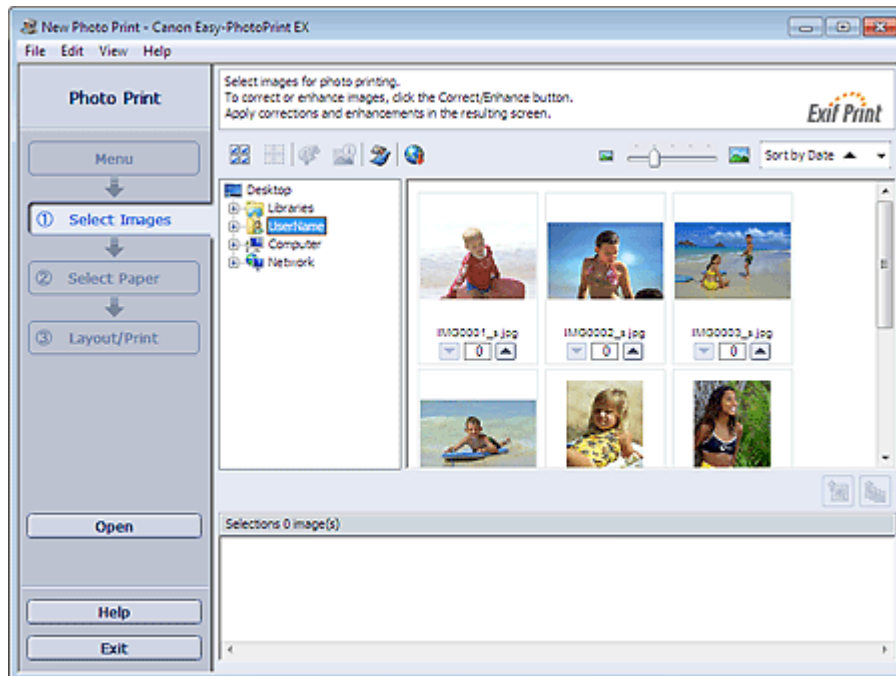 New Photo Print - Canon Easy-PhotoPrint EX
File Edit View Help
Photo Print
Select images for photo printing.
To correct or enhance images, click the Correct/Enhance button.
Apply corrections and enhancements in the resulting screen.
Exif Print
Menu
Sort by Date
① Select Images
② Select Paper
③ Layout/Print
Desktop
Libraries
UserName
Computer
Network
IMG0001_s.jpg IMG0002_s.jpg IMG0003_s.jpg
0 0 0
Open
Selections 0 image(s)
Help
Exit